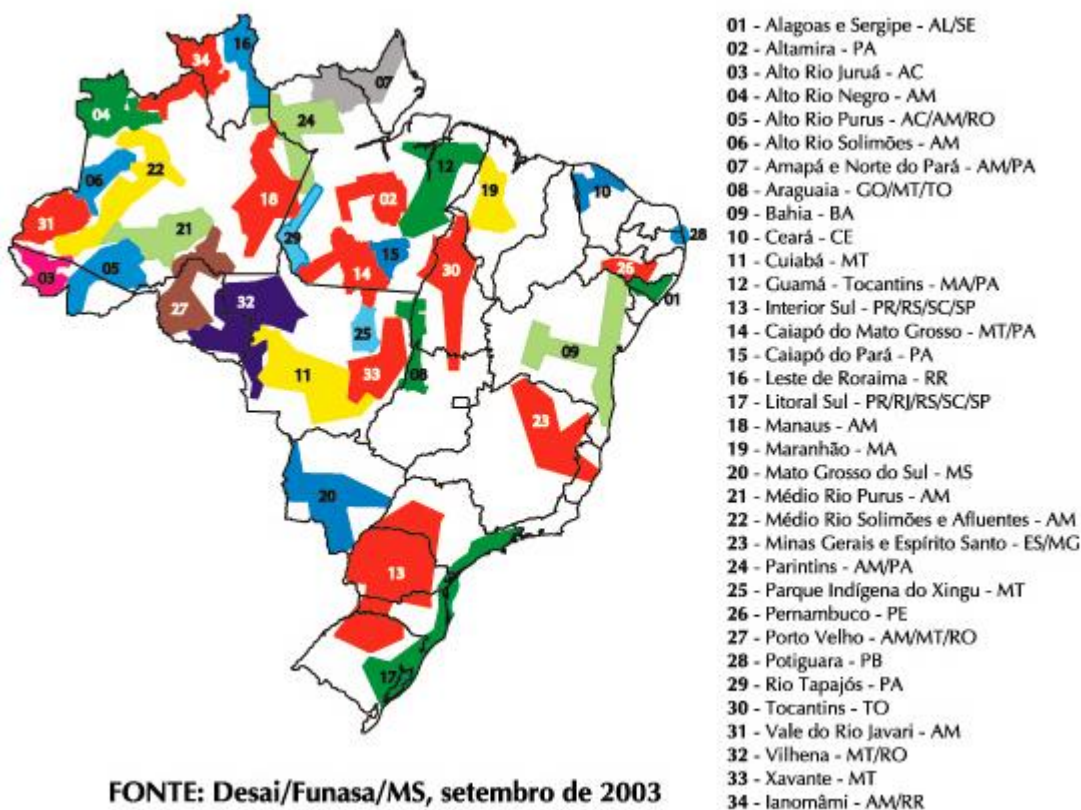 34
16
07
04
24
22
06
12
19
10
18
02
31
21
29
28
03
05
15
14
30
26
01
27
32
25
09
11
33
08
23
20
13
17
FONTE: Desai/Funasa/MS, setembro de 2003
01 - Alagoas e Sergipe - AL/SE
02 - Altamira - PA
03 - Alto Rio Juruá - AC
04 - Alto Rio Negro - AM
05 - Alto Rio Purus - AC/AM/RO
06 - Alto Rio Solimões - AM
07 - Amapá e Norte do Pará - AM/PA
08 - Araguaia - GO/MT/TO
09 - Bahia - BA
10 - Ceará - CE
11 - Cuiabá - MT
12 - Guamá - Tocantins - MA/PA
13 - Interior Sul - PR/RS/SC/SP
14 - Caiapó do Mato Grosso - MT/PA
15 - Caiapó do Pará - PA
16 - Leste de Roraima - RR
17 - Litoral Sul - PR/RJ/RS/SC/SP
18 - Manaus - AM
19 - Maranhão - MA
20 - Mato Grosso do Sul - MS
21 - Médio Rio Purus - AM
22 - Médio Rio Solimões e Afluentes - AM
23 - Minas Gerais e Espírito Santo - ES/MG
24 - Parintins - AM/PA
25 - Parque Indígena do Xingu - MT
26 - Pernambuco - PE
27 - Porto Velho - AM/MT/RO
28 - Potiguara - PB
29 - Rio Tapajós - PA
30 - Tocantins - TO
31 - Vale do Rio Javari - AM
32 - Vilhena - MT/RO
33 - Xavante - MT
34 - Ianomâmi - AM/RR